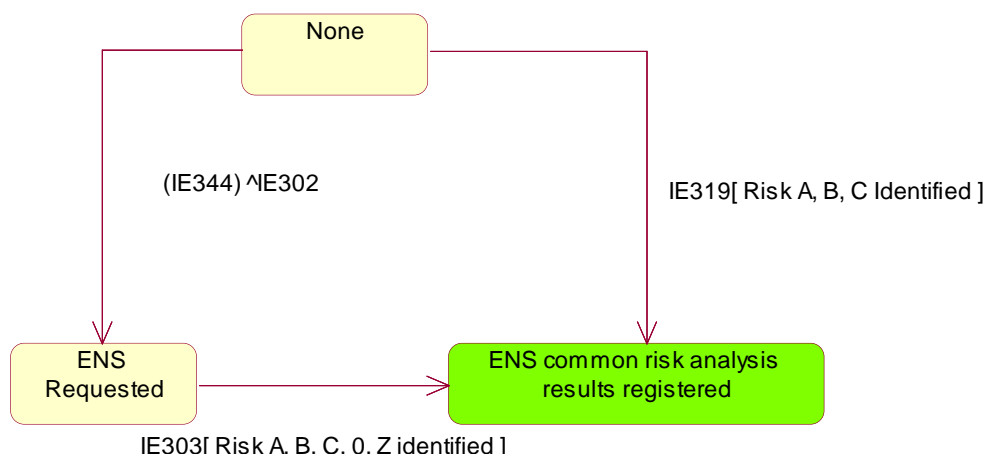 None
(IE344) ^IE302
IE319[ Risk A, B, C Identified ]
ENS
Requested
ENS common risk analysis
results registered
IE303[ Risk A, B, C, 0, Z identified ]